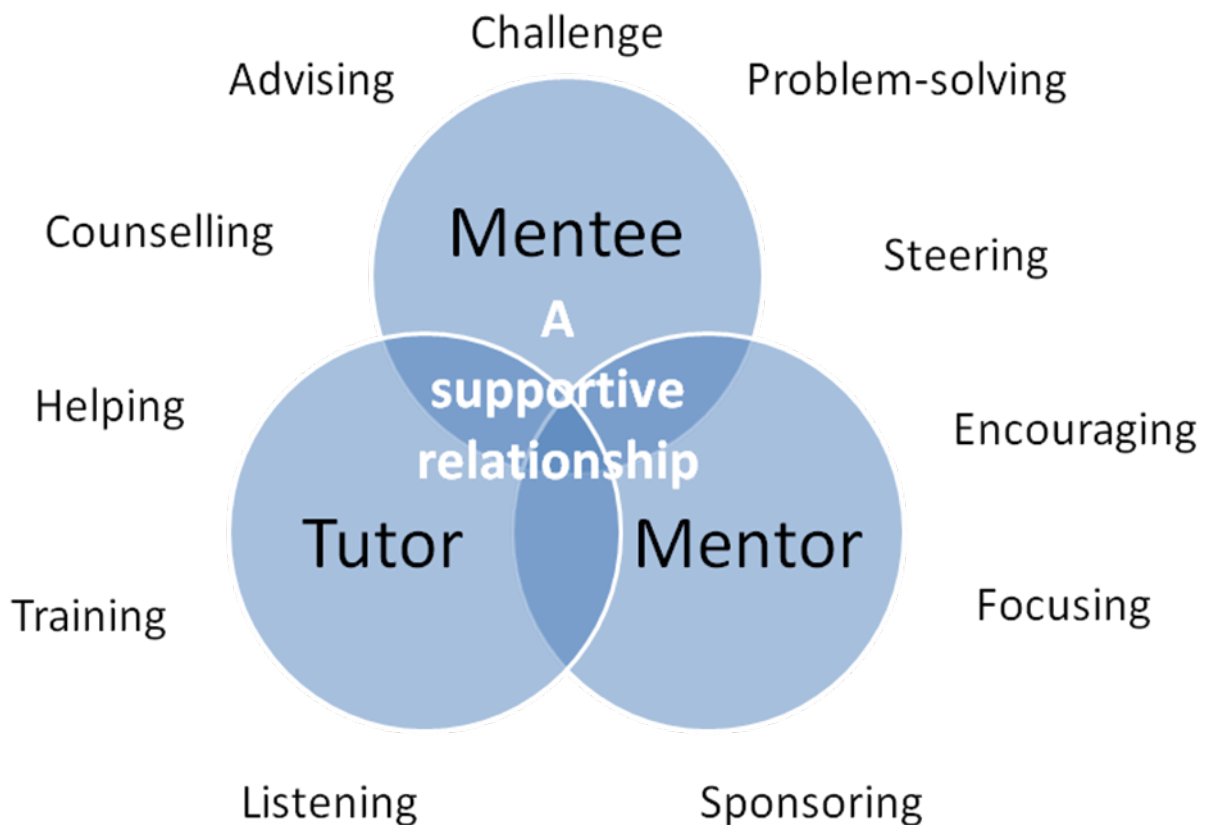 Challenge
Advising
Problem-solving
Counselling
Mentee
Steering
A
supportive
relationship
Helping
Encouraging
Tutor
Mentor
Training
Focusing
Listening
Sponsoring